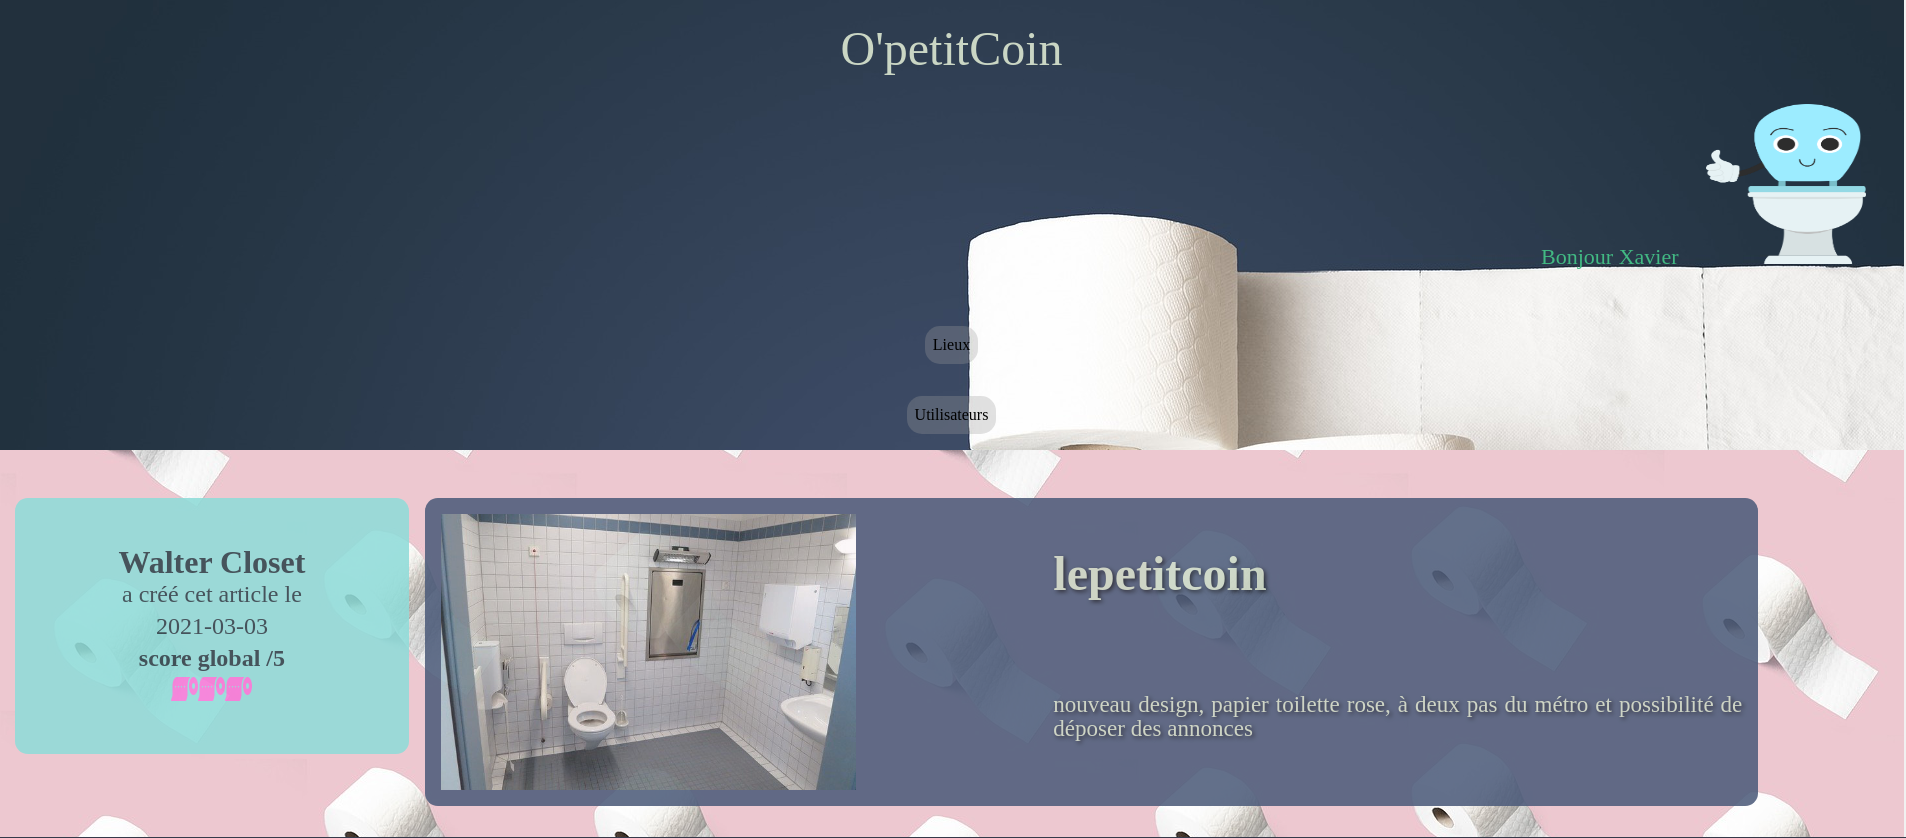 O'petitCoin
Bonjour Xavier
Lieux
Utilisateurs
Walter Closet
a créé cet article le
2021-03-03
score global /5
lepetitcoin
nouveau design, papier toilette rose, à deux pas du métro et possibilité de
déposer des annonces